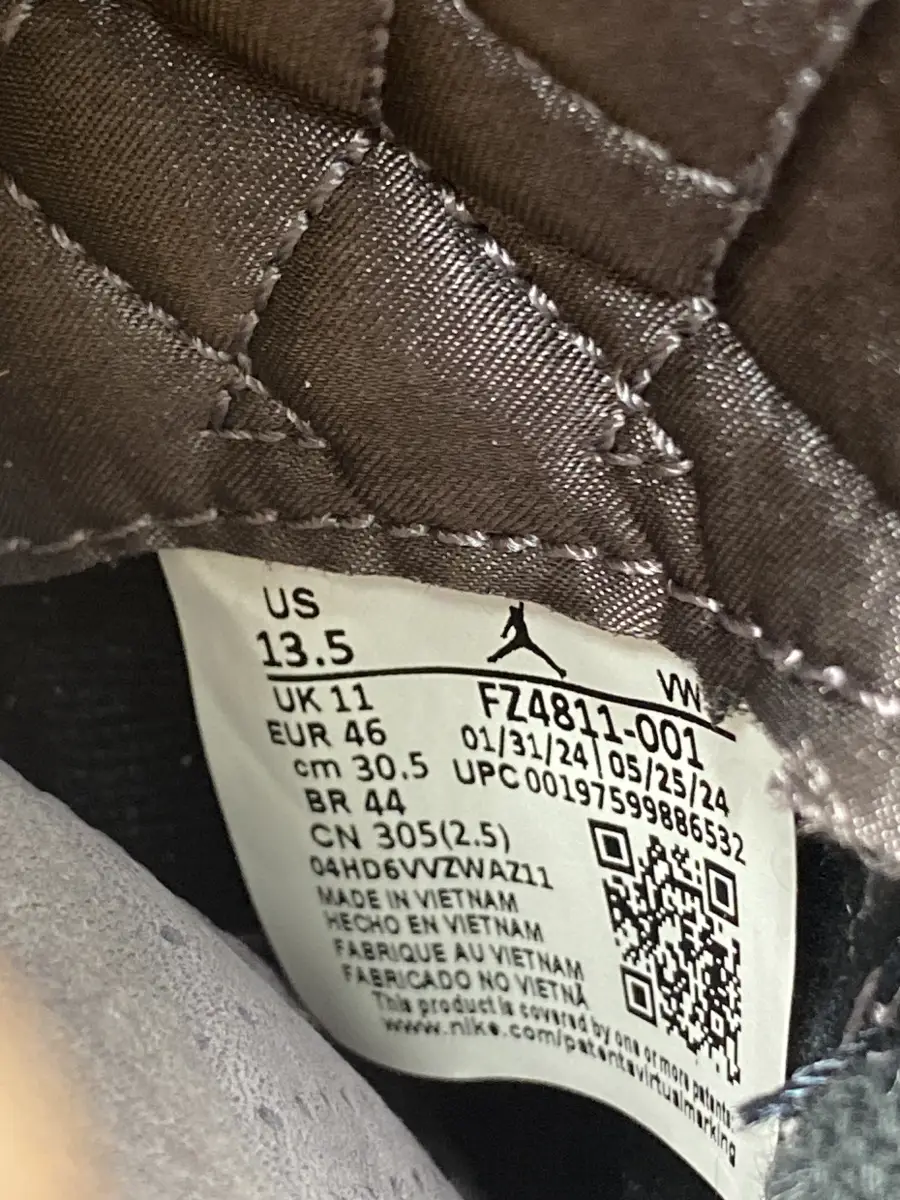 US
13.5
VW
UK 11
EUR 46
cm 30.5
BR 44
CN 305(2.5)
04HD6VVZWAZ11
FZ4811-001
01/31/24|05/25/24
UPC 00197599886532
MADE IN VIETNAM
HECHO EN VIETNAM
FABRIQUE AU VIETNAM
FABRICADO NO VIETNÃ
This product is covered by one or more patents:
www.nike.com/patentsvirtualmarking